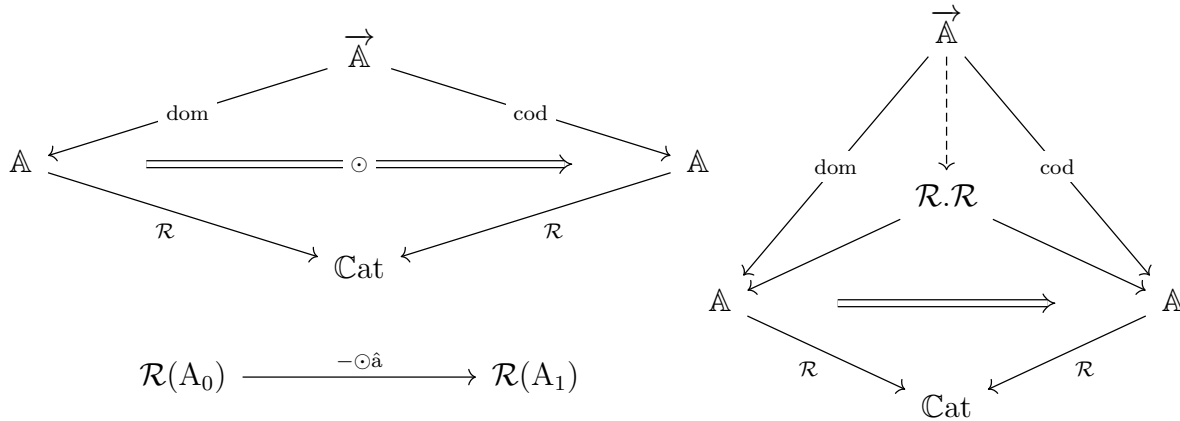 𝔸⃗
dom cod
𝔸 ⊙ 𝔸
ℛ ℛ
ℂat
ℛ(A₀) −⊙â ℛ(A₁)
𝔸⃗
dom cod
ℛ.ℛ
𝔸 𝔸
ℛ ℛ
ℂat